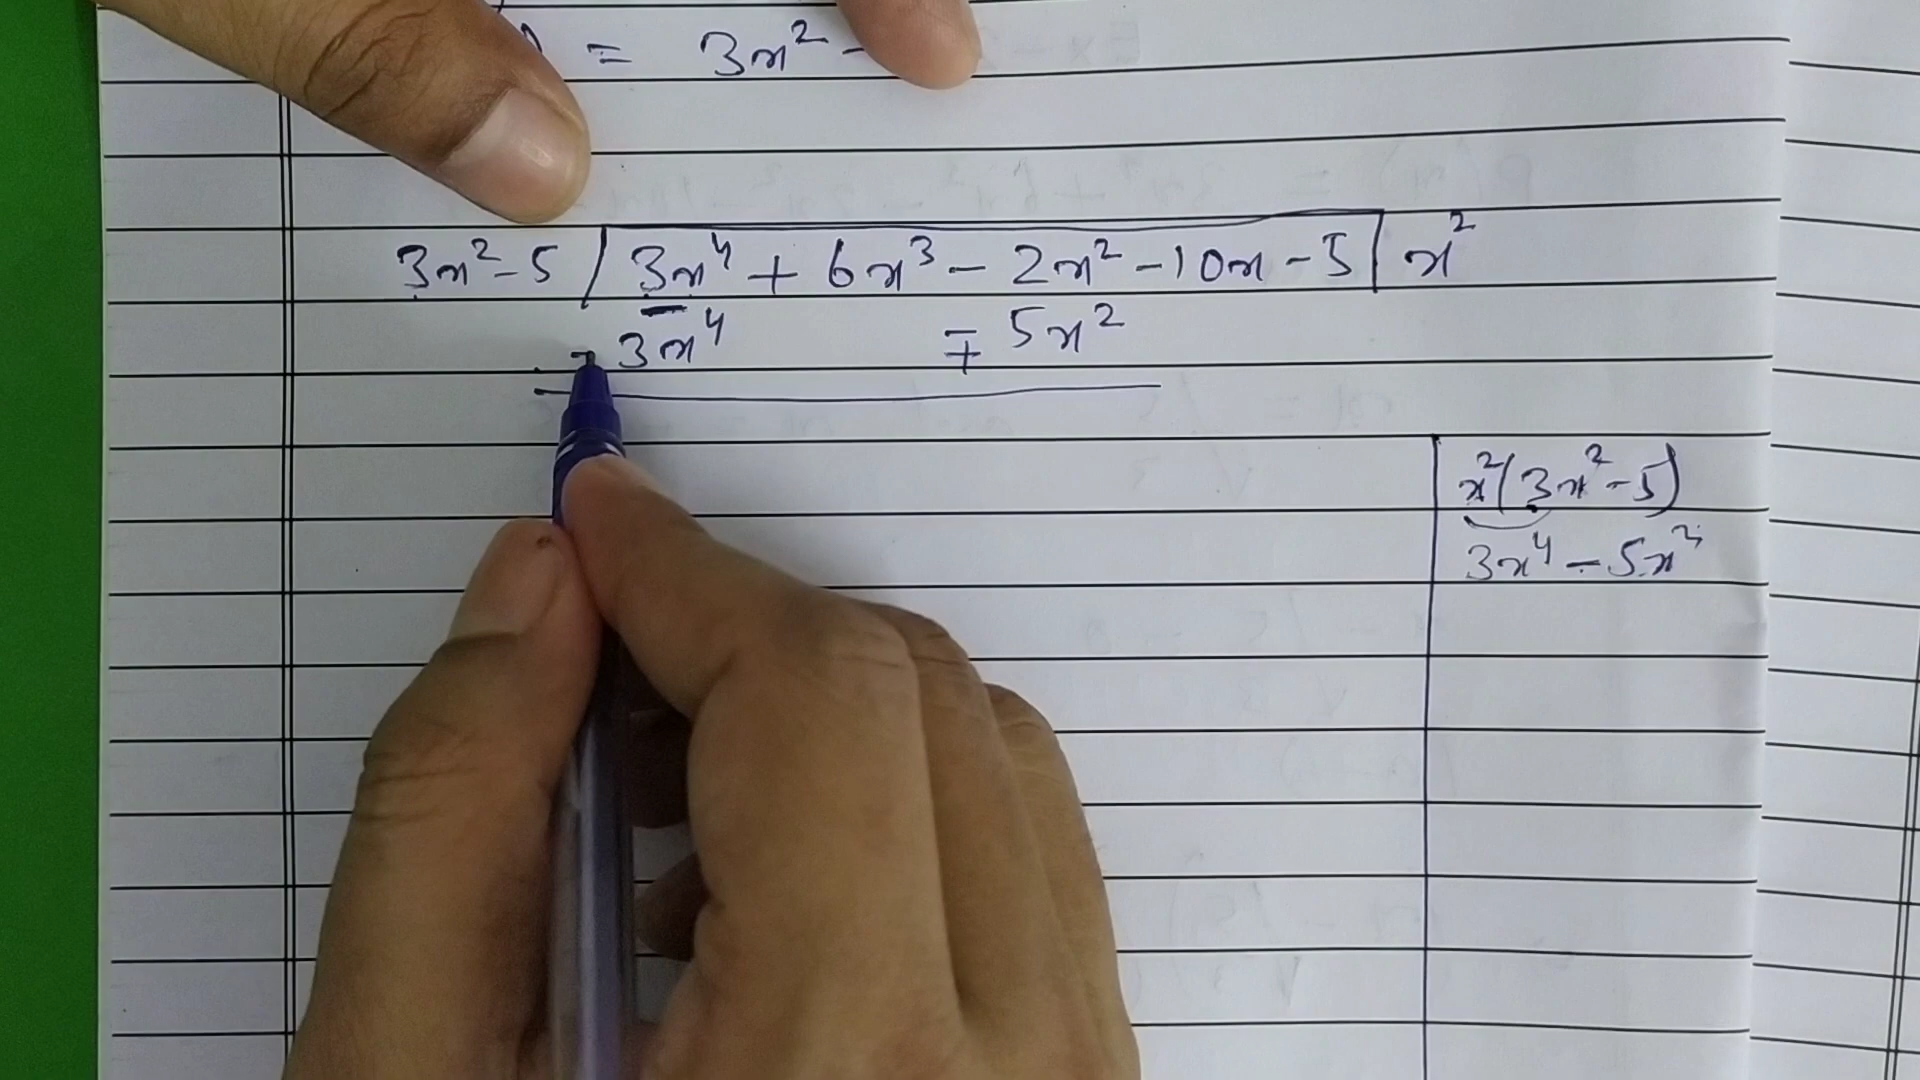 = 3x² -
3x² - 5 3x⁴ + 6x³ - 2x² - 10x - 5 x²
- 3x⁴ ∓ 5x²
x²(3x² - 5)
3x⁴ - 5x²